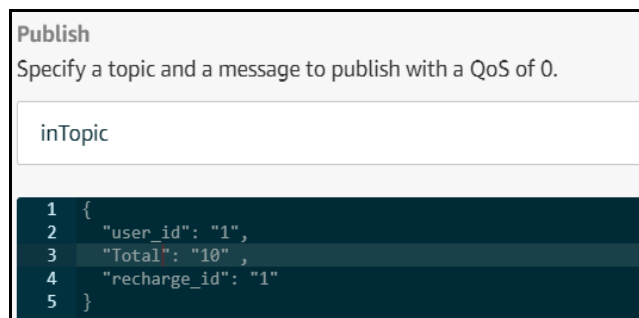 Publish
Specify a topic and a message to publish with a QoS of 0.
inTopic
1 {
2 "user_id": "1",
3 "Total": "10" ,
4 "recharge_id": "1"
5 }